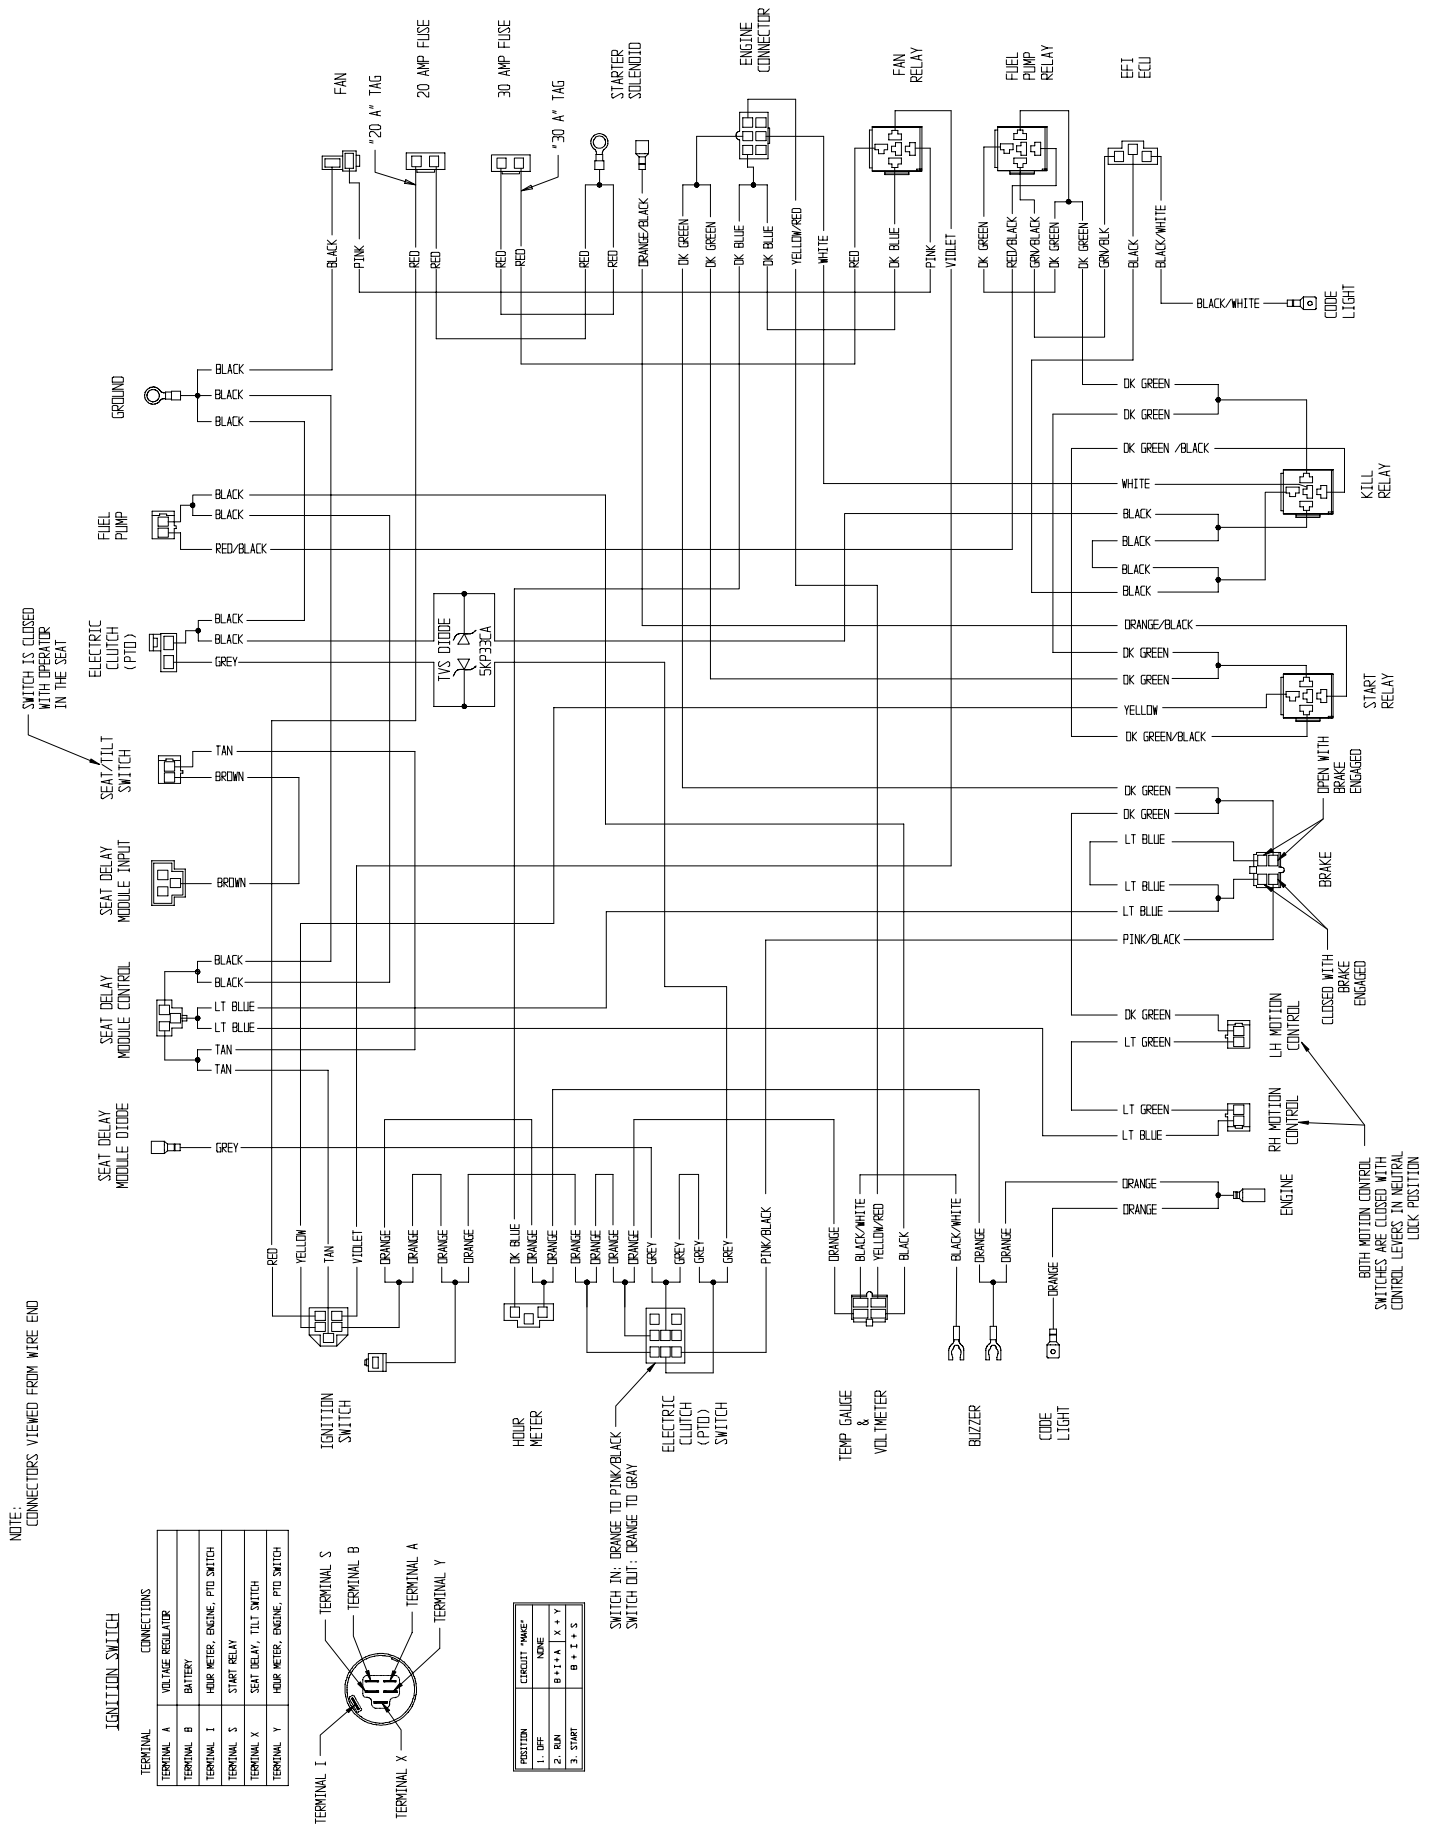 FAN
20 AMP FUSE
30 AMP FUSE
STARTER
SOLENOID
ENGINE
CONNECTOR
FAN
RELAY
FUEL
PUMP
RELAY
EFI
ECU
"20 A" TAG
"30 A" TAG
BLACK
PINK
RED
RED
RED
RED
RED
RED
ORANGE/BLACK
DK GREEN
DK GREEN
DK BLUE
DK BLUE
YELLOW/RED
WHITE
RED
DK BLUE
PINK
VIOLET
DK GREEN
RED/BLACK
GRN/BLACK
DK GREEN
DK GREEN
GRN/BLK
BLACK
BLACK/WHITE
BLACK/WHITE
CODE
LIGHT
GROUND
BLACK
BLACK
BLACK
FUEL
PUMP
BLACK
BLACK
RED/BLACK
SWITCH IS CLOSED
WITH OPERATOR
IN THE SEAT
ELECTRIC
CLUTCH
(PTO)
BLACK
BLACK
GREY
TVS DIODE
5KP33CA
SEAT/TILT
SWITCH
TAN
BROWN
SEAT DELAY
MODULE INPUT
BROWN
SEAT DELAY
MODULE CONTROL
BLACK
BLACK
LT BLUE
LT BLUE
TAN
TAN
SEAT DELAY
MODULE DIODE
GREY
DK GREEN
DK GREEN
DK GREEN /BLACK
WHITE
BLACK
BLACK
BLACK
BLACK
KILL
RELAY
ORANGE/BLACK
DK GREEN
DK GREEN
YELLOW
DK GREEN/BLACK
START
RELAY
OPEN WITH
BRAKE
ENGAGED
DK GREEN
DK GREEN
LT BLUE
LT BLUE
LT BLUE
PINK/BLACK
BRAKE
CLOSED WITH
BRAKE
ENGAGED
DK GREEN
LT GREEN
LH MOTION
CONTROL
LT GREEN
LT BLUE
RH MOTION
CONTROL
BOTH MOTION CONTROL
SWITCHES ARE CLOSED WITH
CONTROL LEVERS IN NEUTRAL
LOCK POSITION
ORANGE
ORANGE
ENGINE
RED
YELLOW
TAN
VIOLET
ORANGE
ORANGE
ORANGE
ORANGE
DK BLUE
ORANGE
ORANGE
ORANGE
ORANGE
ORANGE
ORANGE
GREY
GREY
GREY
GREY
PINK/BLACK
ORANGE
BLACK/WHITE
YELLOW/RED
BLACK
BLACK/WHITE
ORANGE
ORANGE
ORANGE
IGNITION
SWITCH
HOUR
METER
ELECTRIC
CLUTCH
(PTO)
SWITCH
TEMP GAUGE
&
VOLTMETER
BUZZER
CODE
LIGHT
SWITCH IN: ORANGE TO PINK/BLACK
SWITCH OUT: ORANGE TO GRAY
NOTE:
CONNECTORS VIEWED FROM WIRE END
IGNITION SWITCH
TERMINAL CONNECTIONS
TERMINAL A VOLTAGE REGULATOR
TERMINAL B BATTERY
TERMINAL I HOUR METER, ENGINE, PTO SWITCH
TERMINAL S START RELAY
TERMINAL X SEAT DELAY, TILT SWITCH
TERMINAL Y HOUR METER, ENGINE, PTO SWITCH
TERMINAL S
TERMINAL B
TERMINAL A
TERMINAL Y
TERMINAL I
TERMINAL X
POSITION CIRCUIT "MAKE"
1. OFF NONE
2. RUN B + I + A X + Y
3. START B + I + S